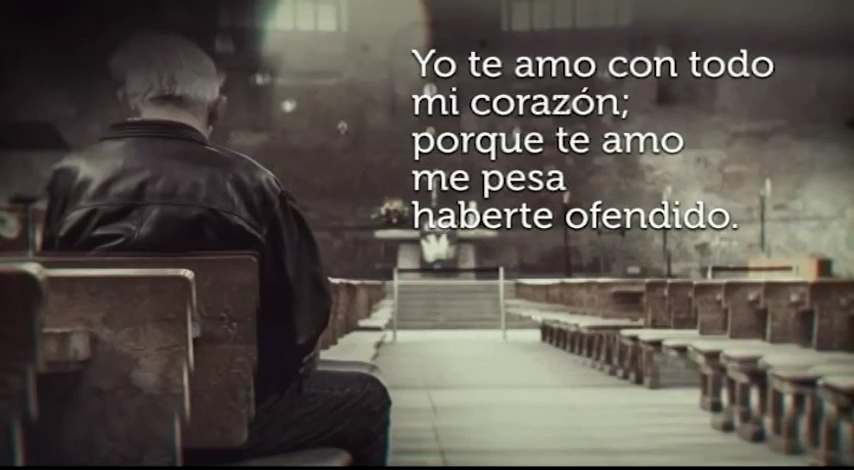 Yo te amo con todo
mi corazón;
porque te amo
me pesa
haberte ofendido.